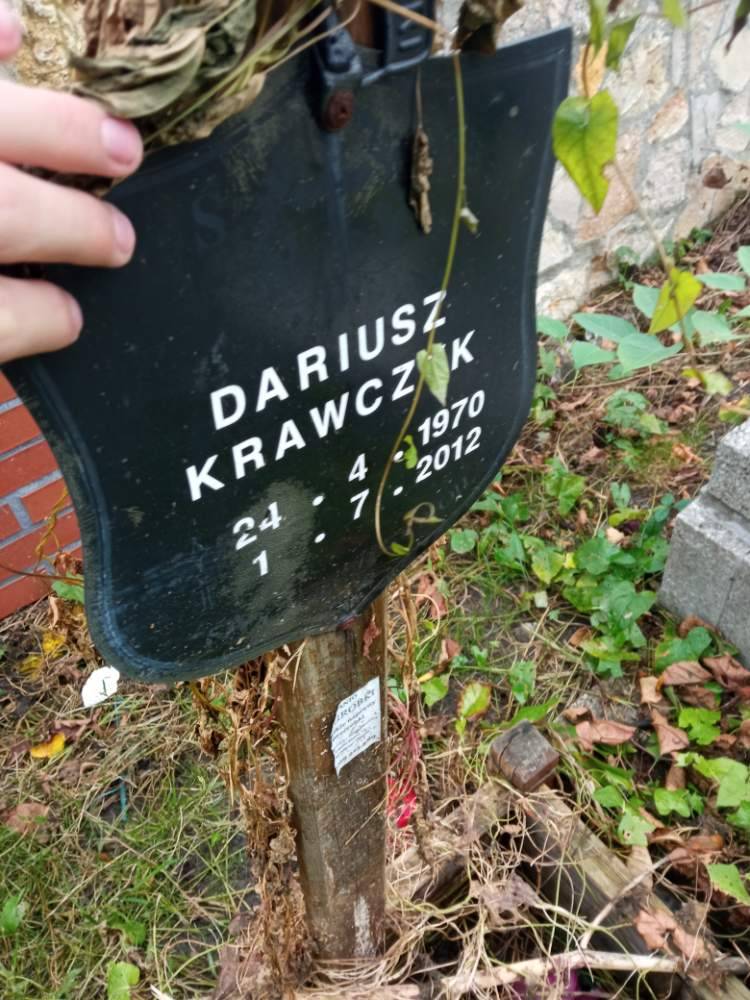 DARIUSZ
KRAWCZYK
24 . 4 . 1970
1 . 7 . 2012